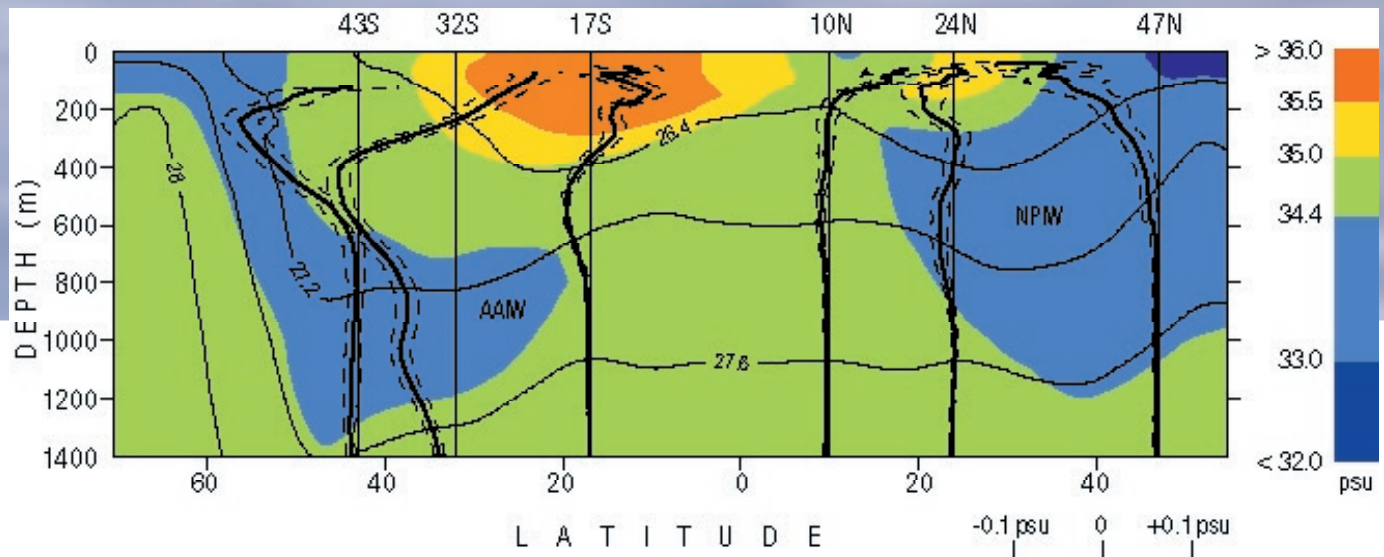 43S 32S 17S 10N 24N 47N
0
200
400
600
800
1000
1200
1400
DEPTH (m)
28
27.2
26.4
27.6
AAIW
NPIW
60 40 20 0 20 40
LATITUDE
> 36.0
35.5
35.0
34.4
33.0
< 32.0
psu
-0.1 psu 0 +0.1 psu